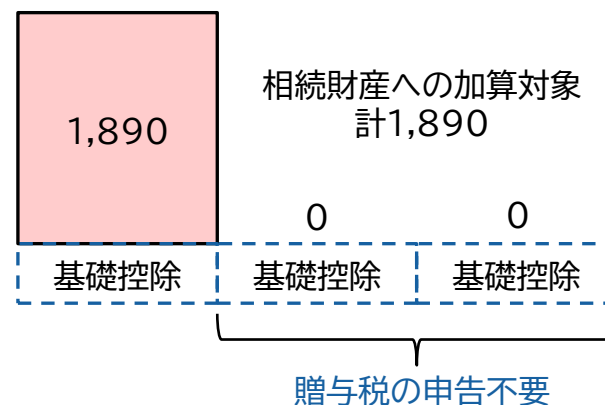 相続財産への加算対象
計1,890
1,890
0 0
基礎控除 基礎控除 基礎控除
贈与税の申告不要